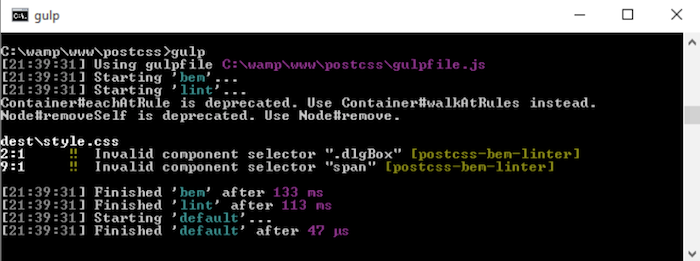 gulp
C:\wamp\www\postcss>gulp
[21:39:31] Using gulpfile C:\wamp\www\postcss\gulpfile.js
[21:39:31] Starting 'bem'...
[21:39:31] Starting 'lint'...
Container#eachAtRule is deprecated. Use Container#walkAtRules instead.
Node#removeSelf is deprecated. Use Node#remove.
dest\style.css
2:1 ‼ Invalid component selector ".dlgBox" [postcss-bem-linter]
9:1 ‼ Invalid component selector "span" [postcss-bem-linter]
[21:39:31] Finished 'bem' after 133 ms
[21:39:31] Finished 'lint' after 113 ms
[21:39:31] Starting 'default'...
[21:39:31] Finished 'default' after 47 μs